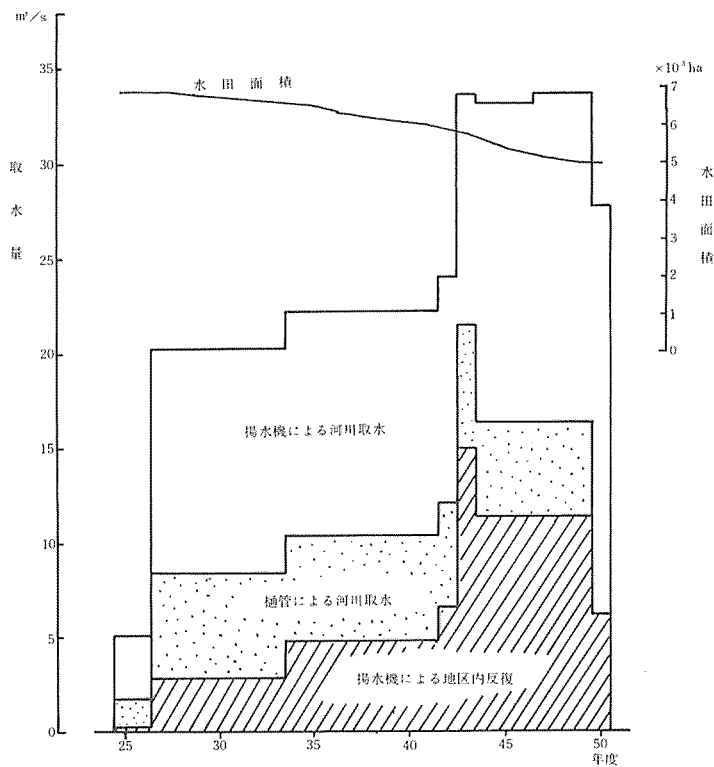 m³/s
35
30
25
20
15
10
5
0
取水量
水田面積
×10³ha
7
6
5
4
3
2
1
0
水田面積
揚水機による河川取水
樋管による河川取水
揚水機による地区内反復
25
30
35
40
45
50
年度